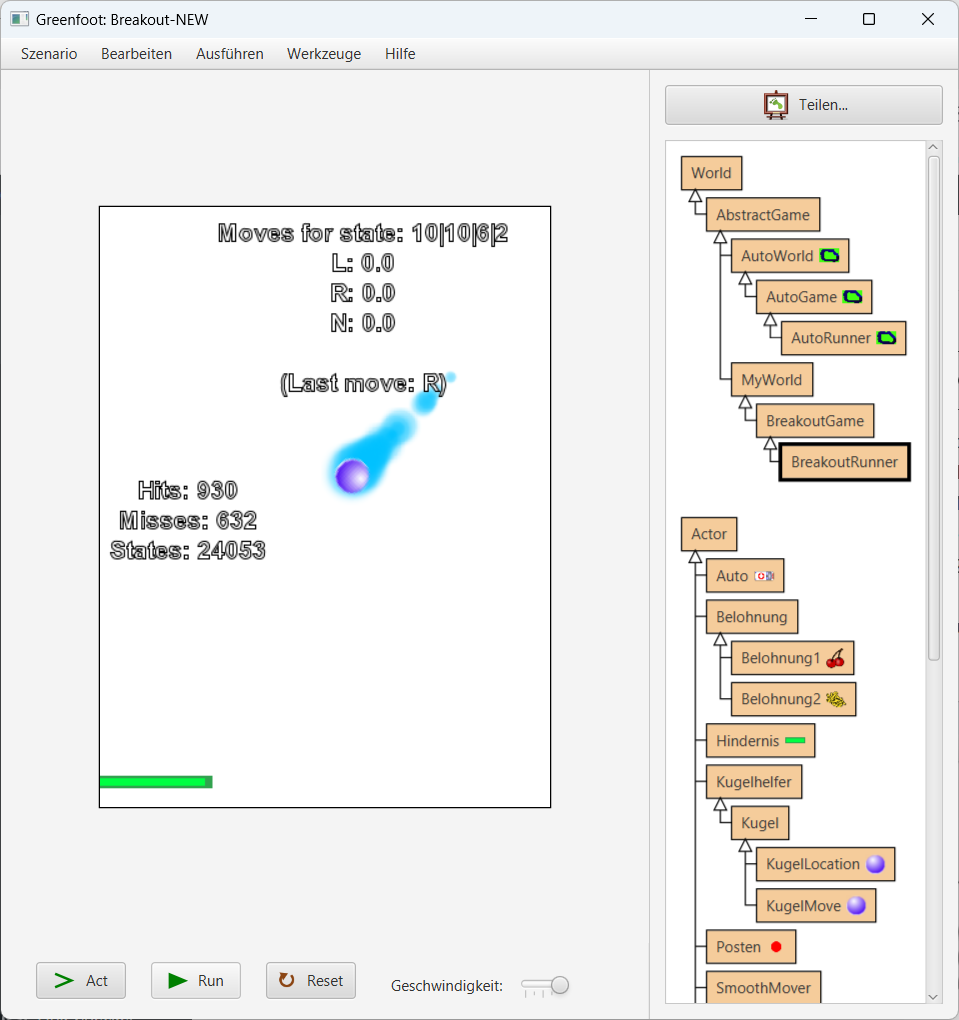 Greenfoot: Breakout-NEW
Szenario Bearbeiten Ausführen Werkzeuge Hilfe
Moves for state: 10|10|6|2
L: 0.0
R: 0.0
N: 0.0
(Last move: R)
Hits: 930
Misses: 632
States: 24053
Act
Run
Reset
Geschwindigkeit:
Teilen...
World
AbstractGame
AutoWorld
AutoGame
AutoRunner
MyWorld
BreakoutGame
BreakoutRunner
Actor
Auto
Belohnung
Belohnung1
Belohnung2
Hindernis
Kugelhelfer
Kugel
KugelLocation
KugelMove
Posten
SmoothMover